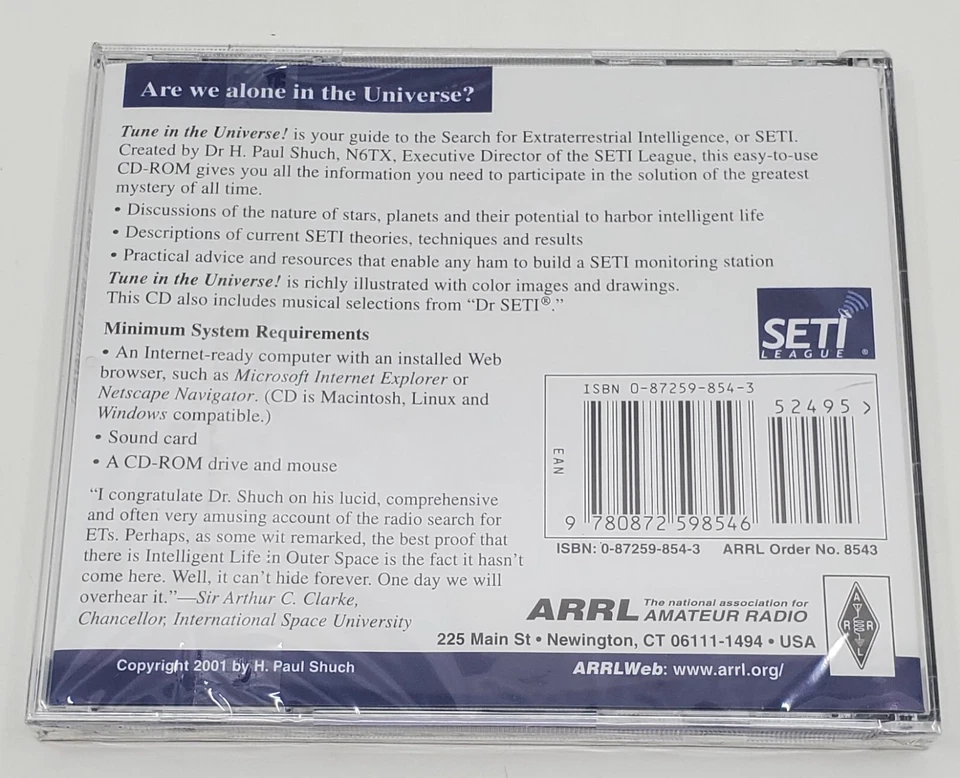 Are we alone in the Universe?
Tune in the Universe! is your guide to the Search for Extraterrestrial Intelligence, or SETI.
Created by Dr H. Paul Shuch, N6TX, Executive Director of the SETI League, this easy-to-use
CD-ROM gives you all the information you need to participate in the solution of the greatest
mystery of all time.
• Discussions of the nature of stars, planets and their potential to harbor intelligent life
• Descriptions of current SETI theories, techniques and results
• Practical advice and resources that enable any ham to build a SETI monitoring station
Tune in the Universe! is richly illustrated with color images and drawings.
This CD also includes musical selections from “Dr SETI®.”
SETI
LEAGUE ®
Minimum System Requirements
• An Internet-ready computer with an installed Web
browser, such as Microsoft Internet Explorer or
Netscape Navigator. (CD is Macintosh, Linux and
Windows compatible.)
• Sound card
• A CD-ROM drive and mouse
“I congratulate Dr. Shuch on his lucid, comprehensive
and often very amusing account of the radio search for
ETs. Perhaps, as some wit remarked, the best proof that
there is Intelligent Life in Outer Space is the fact it hasn’t
come here. Well, it can’t hide forever. One day we will
overhear it.”—Sir Arthur C. Clarke,
Chancellor, International Space University
ISBN 0-87259-854-3
52495 >
EAN
9 780872 598546
ISBN: 0-87259-854-3 ARRL Order No. 8543
ARRL The national association for
AMATEUR RADIO
225 Main St • Newington, CT 06111-1494 • USA
A
R R
L
Copyright 2001 by H. Paul Shuch
ARRLWeb: www.arrl.org/